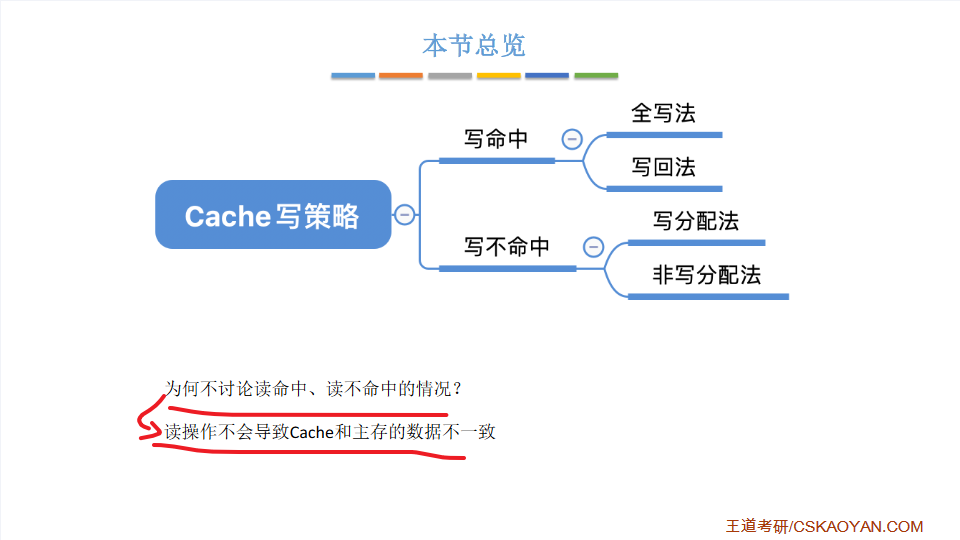 本节总览
Cache写策略
写命中
全写法
写回法
写不命中
写分配法
非写分配法
为何不讨论读命中、读不命中的情况？
读操作不会导致Cache和主存的数据不一致
王道考研/CSKAOYAN.COM